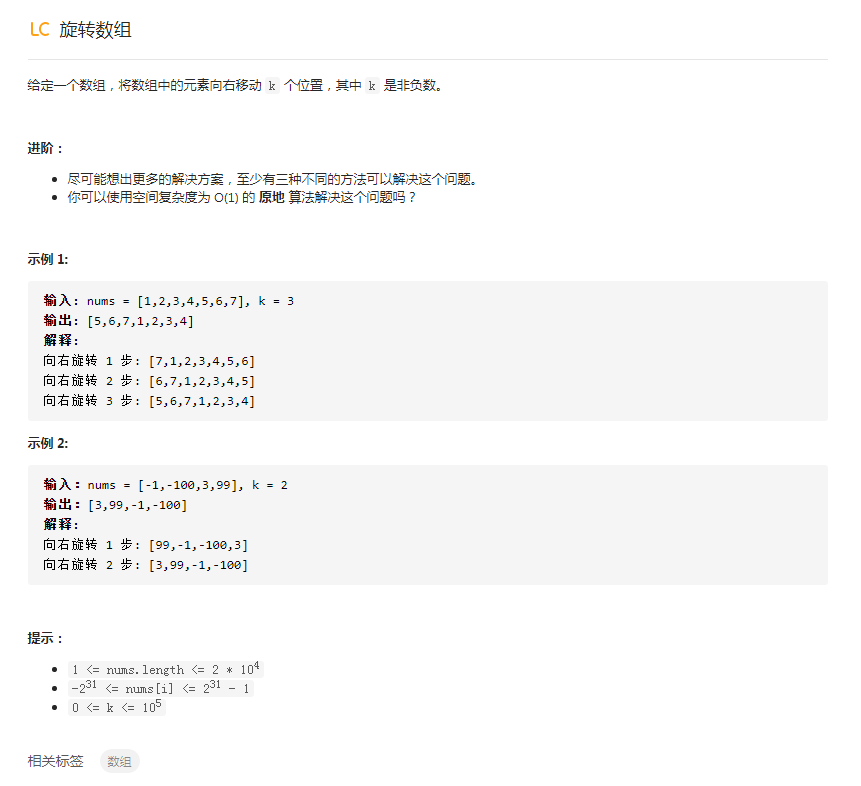 LC 旋转数组
给定一个数组，将数组中的元素向右移动 k 个位置，其中 k 是非负数。
进阶：
尽可能想出更多的解决方案，至少有三种不同的方法可以解决这个问题。
你可以使用空间复杂度为 O(1) 的 原地 算法解决这个问题吗？
示例 1:
输入: nums = [1,2,3,4,5,6,7], k = 3
输出: [5,6,7,1,2,3,4]
解释:
向右旋转 1 步: [7,1,2,3,4,5,6]
向右旋转 2 步: [6,7,1,2,3,4,5]
向右旋转 3 步: [5,6,7,1,2,3,4]
示例 2:
输入：nums = [-1,-100,3,99], k = 2
输出：[3,99,-1,-100]
解释:
向右旋转 1 步: [99,-1,-100,3]
向右旋转 2 步: [3,99,-1,-100]
提示：
1 <= nums.length <= 2 * 10^4
-2^31 <= nums[i] <= 2^31 - 1
0 <= k <= 10^5
相关标签 数组